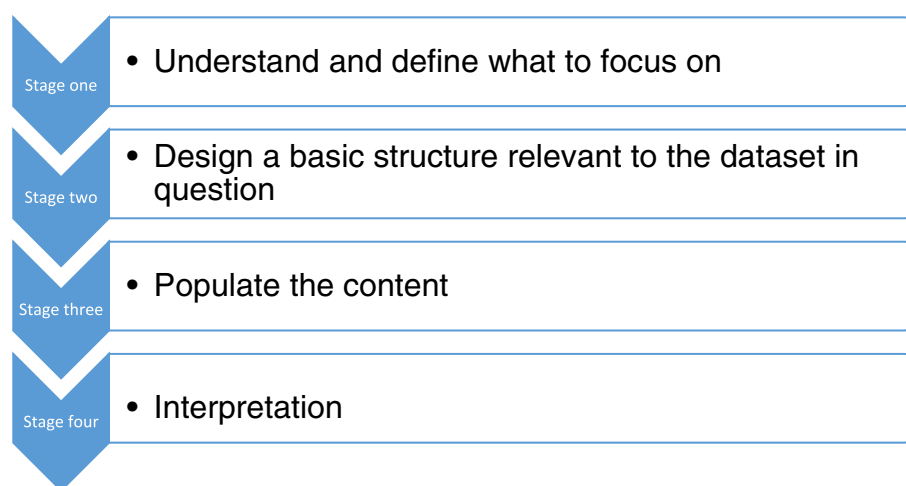 Stage one
• Understand and define what to focus on
Stage two
• Design a basic structure relevant to the dataset in
question
Stage three
• Populate the content
Stage four
• Interpretation